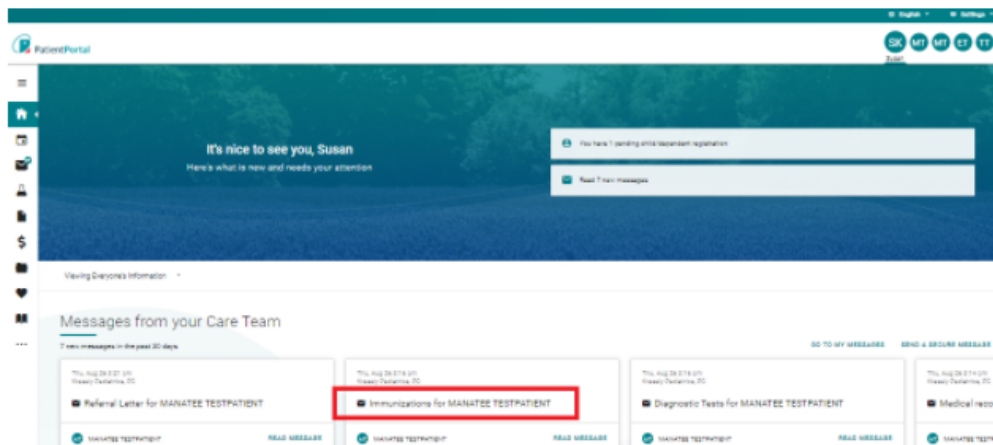 English
Settings
PatientPortal
SK MT MT ET TT
Susan
It's nice to see you, Susan
Here's what is new and needs your attention
You have 1 pending child/dependent registration
Read 7 new messages
Viewing Everyone's Information
Messages from your Care Team
7 new messages in the past 30 days
GO TO MY MESSAGES SEND A SECURE MESSAGE
Referral Letter for MANATEE TESTPATIENT
Immunizations for MANATEE TESTPATIENT
Diagnostic Tests for MANATEE TESTPATIENT
Medical reco
MANATEE TESTPATIENT READ MESSAGE
MANATEE TESTPATIENT READ MESSAGE
MANATEE TESTPATIENT READ MESSAGE
MANATEE TEST